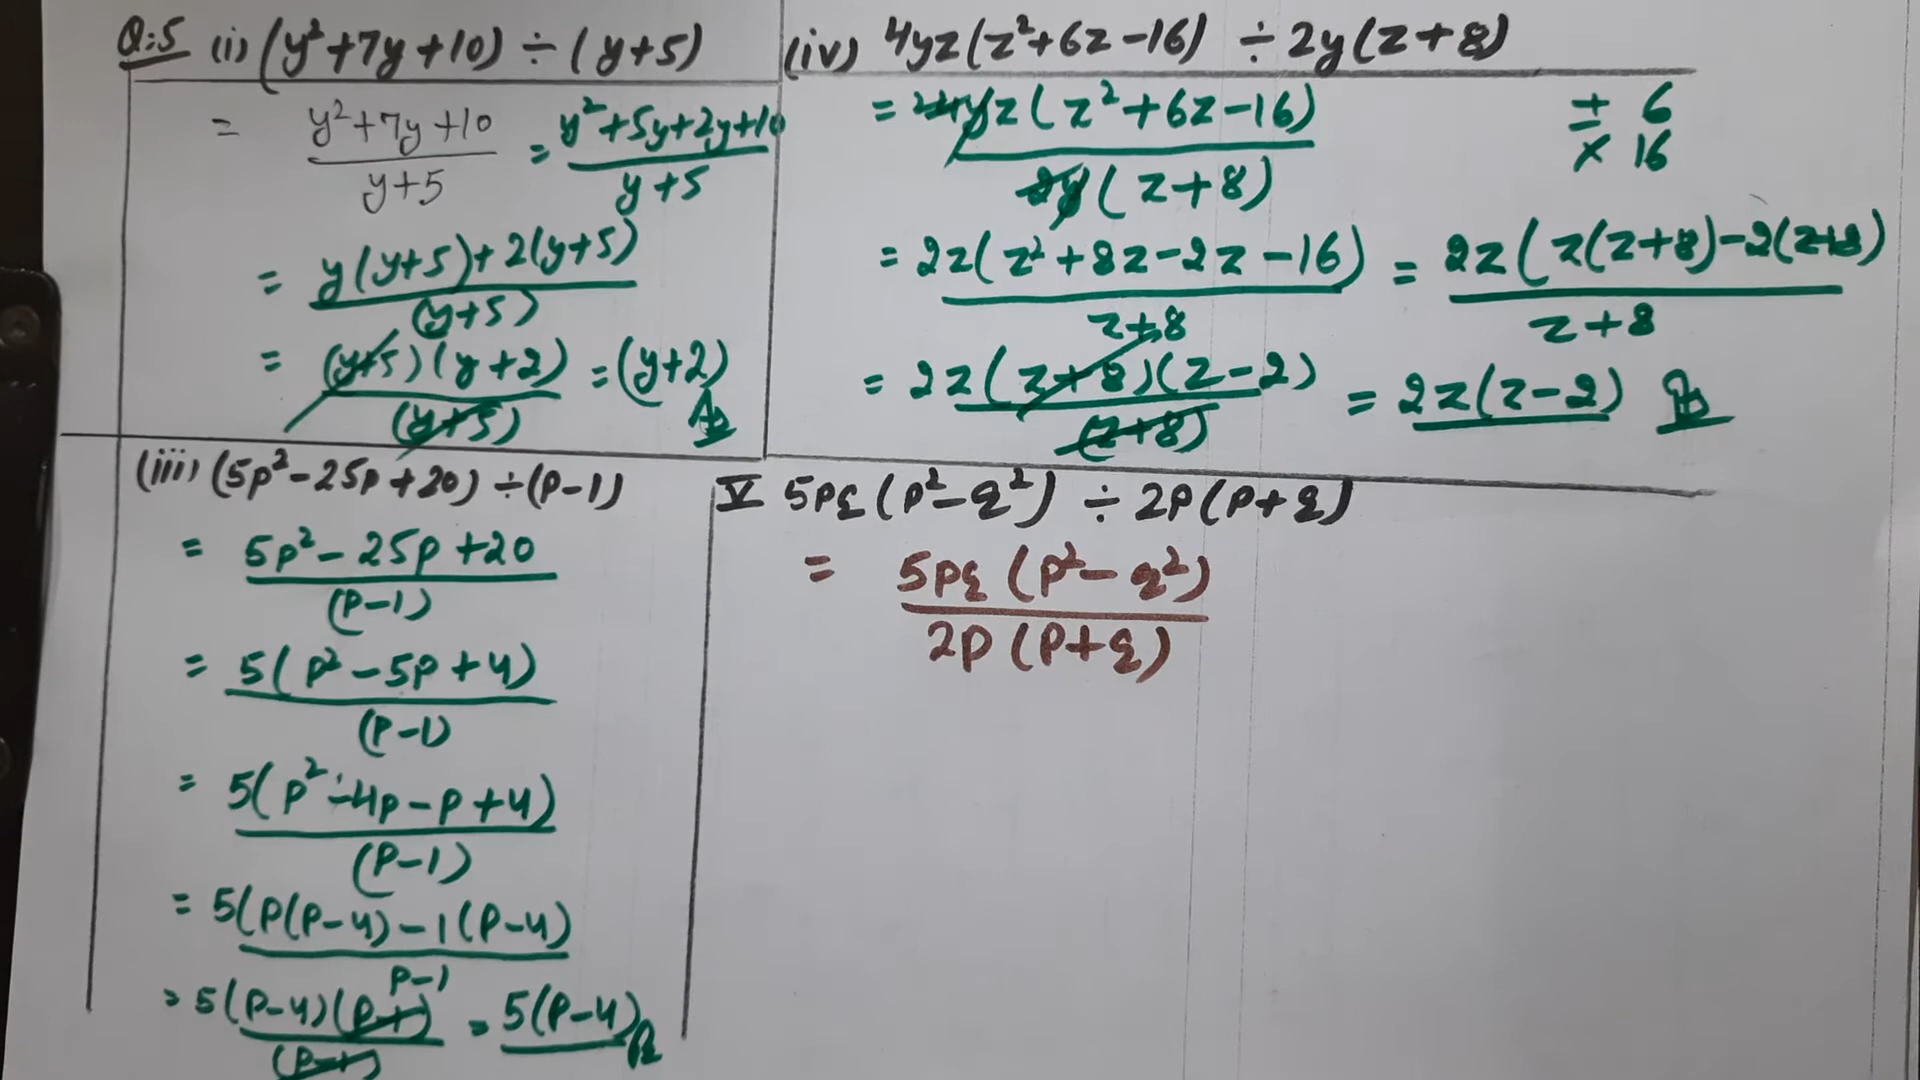 Q:5 (i) (y²+7y+10) ÷ (y+5)
= y²+7y+10 / y+5 = y²+5y+2y+10 / y+5
= y(y+5)+2(y+5) / (y+5)
= (y+5)(y+2) / (y+5) = (y+2)
(iv) 4yz(z²+6z-16) ÷ 2y(z+8)
= yz(z²+6z-16) / 2y(z+8)
+ 6
× 16
= 2z(z²+8z-2z-16) / z+8 = 2z(z(z+8)-2(z+8) / z+8
= 2z(z+8)(z-2) / (z+8) = 2z(z-2)
(iii) (5p²-25p+20) ÷ (p-1)
= 5p²-25p+20 / (p-1)
= 5(p²-5p+4) / (p-1)
= 5(p²-4p-p+4) / (p-1)
= 5(p(p-4)-1(p-4) / p-1
= 5(p-4)(p-1) / (p-1) = 5(p-4)
V 5pq(p²-q²) ÷ 2p(p+q)
= 5pq(p²-q²) / 2p(p+q)